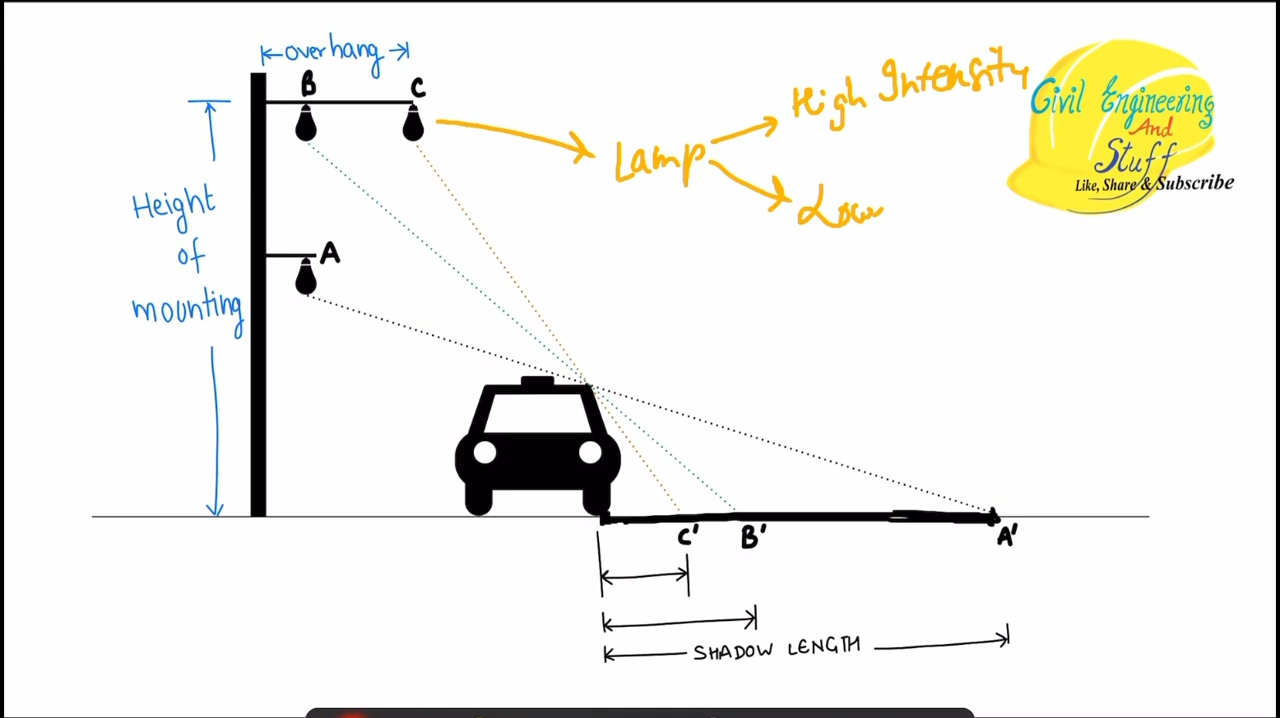 overhang
B
C
High Intensity
Lamp
Low
Civil Engineering
And
Stuff
Like, Share & Subscribe
Height
of
mounting
A
C'
B'
A'
SHADOW LENGTH